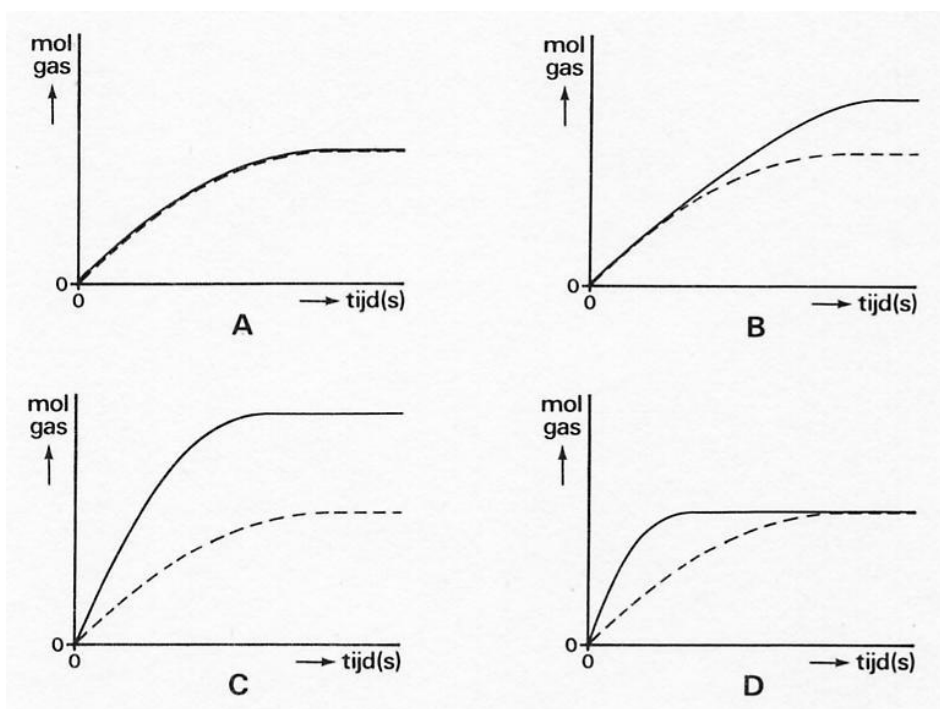 mol
gas
0
0
tijd(s)
A
mol
gas
0
0
tijd(s)
B
mol
gas
0
0
tijd(s)
C
mol
gas
0
0
tijd(s)
D